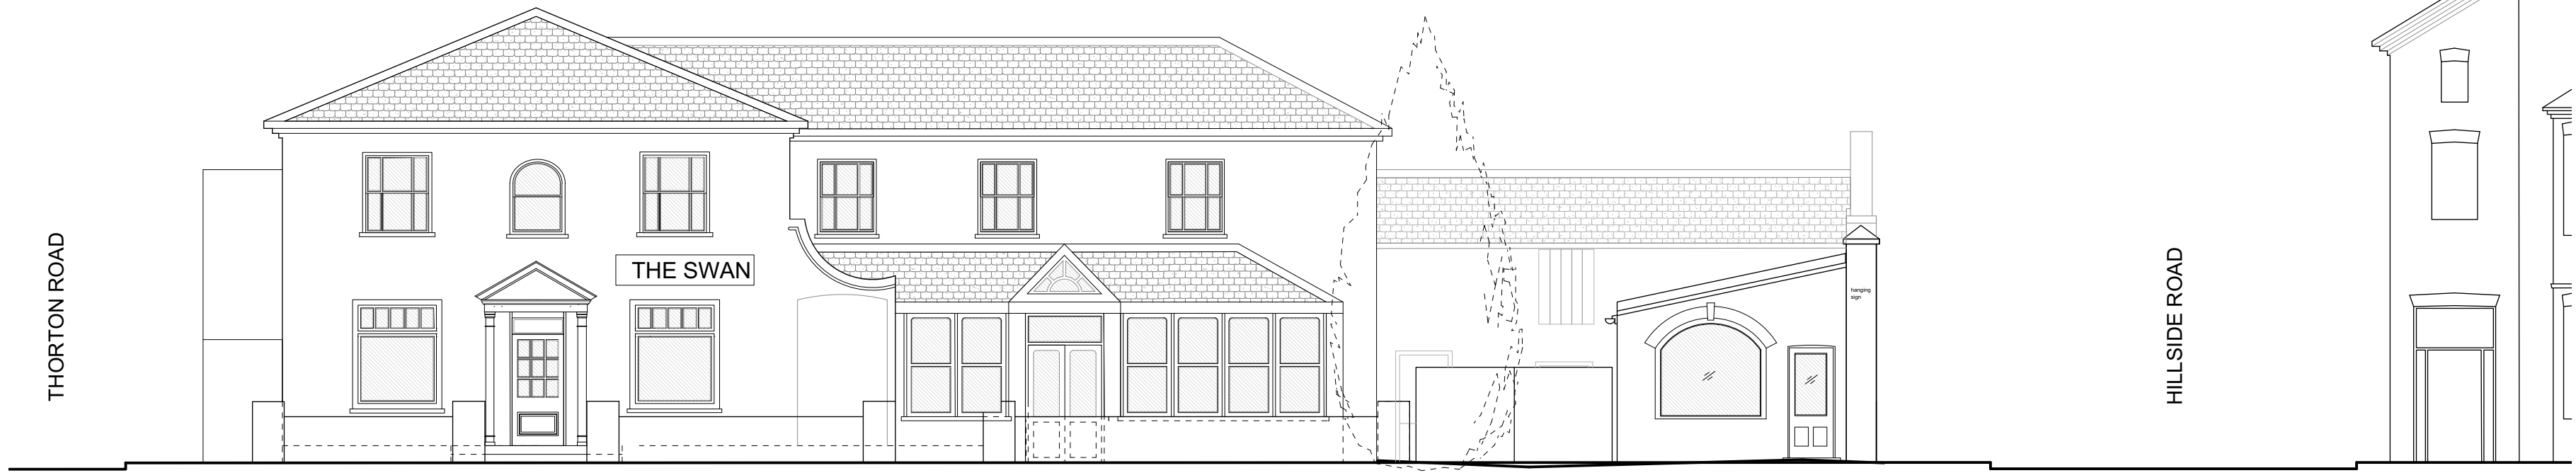 THORTON ROAD
THE SWAN
hanging
sign
HILLSIDE ROAD